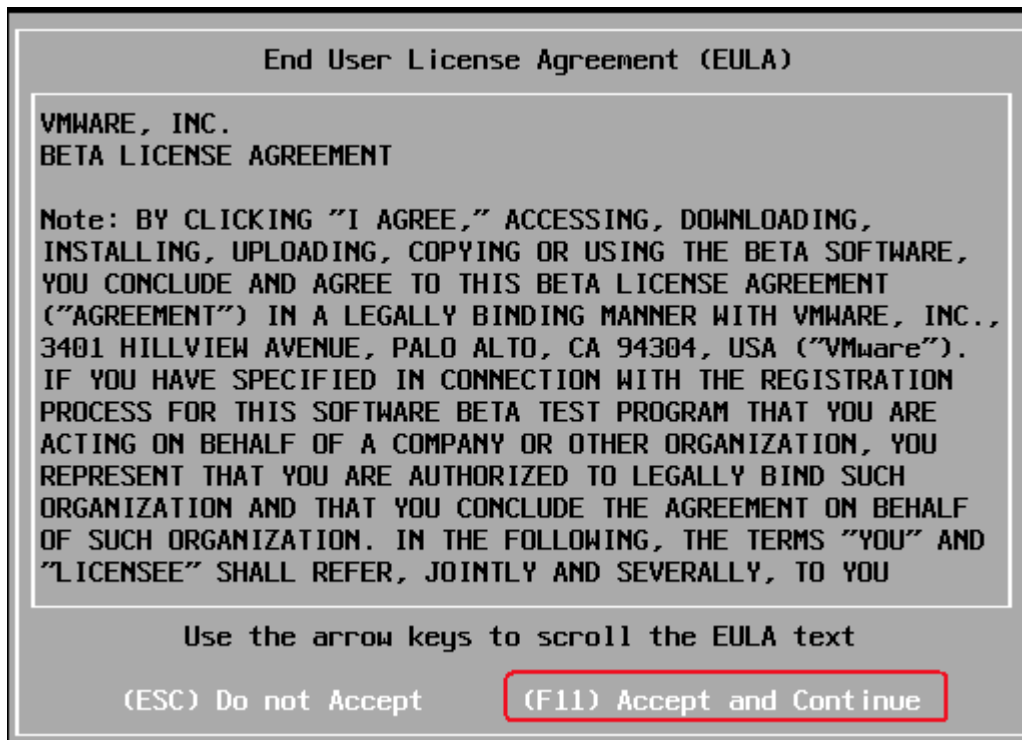 End User License Agreement (EULA)
VMWARE, INC.
BETA LICENSE AGREEMENT
Note: BY CLICKING "I AGREE," ACCESSING, DOWNLOADING,
INSTALLING, UPLOADING, COPYING OR USING THE BETA SOFTWARE,
YOU CONCLUDE AND AGREE TO THIS BETA LICENSE AGREEMENT
("AGREEMENT") IN A LEGALLY BINDING MANNER WITH VMWARE, INC.,
3401 HILLVIEW AVENUE, PALO ALTO, CA 94304, USA ("VMware").
IF YOU HAVE SPECIFIED IN CONNECTION WITH THE REGISTRATION
PROCESS FOR THIS SOFTWARE BETA TEST PROGRAM THAT YOU ARE
ACTING ON BEHALF OF A COMPANY OR OTHER ORGANIZATION, YOU
REPRESENT THAT YOU ARE AUTHORIZED TO LEGALLY BIND SUCH
ORGANIZATION AND THAT YOU CONCLUDE THE AGREEMENT ON BEHALF
OF SUCH ORGANIZATION. IN THE FOLLOWING, THE TERMS "YOU" AND
"LICENSEE" SHALL REFER, JOINTLY AND SEVERALLY, TO YOU
Use the arrow keys to scroll the EULA text
(ESC) Do not Accept (F11) Accept and Continue